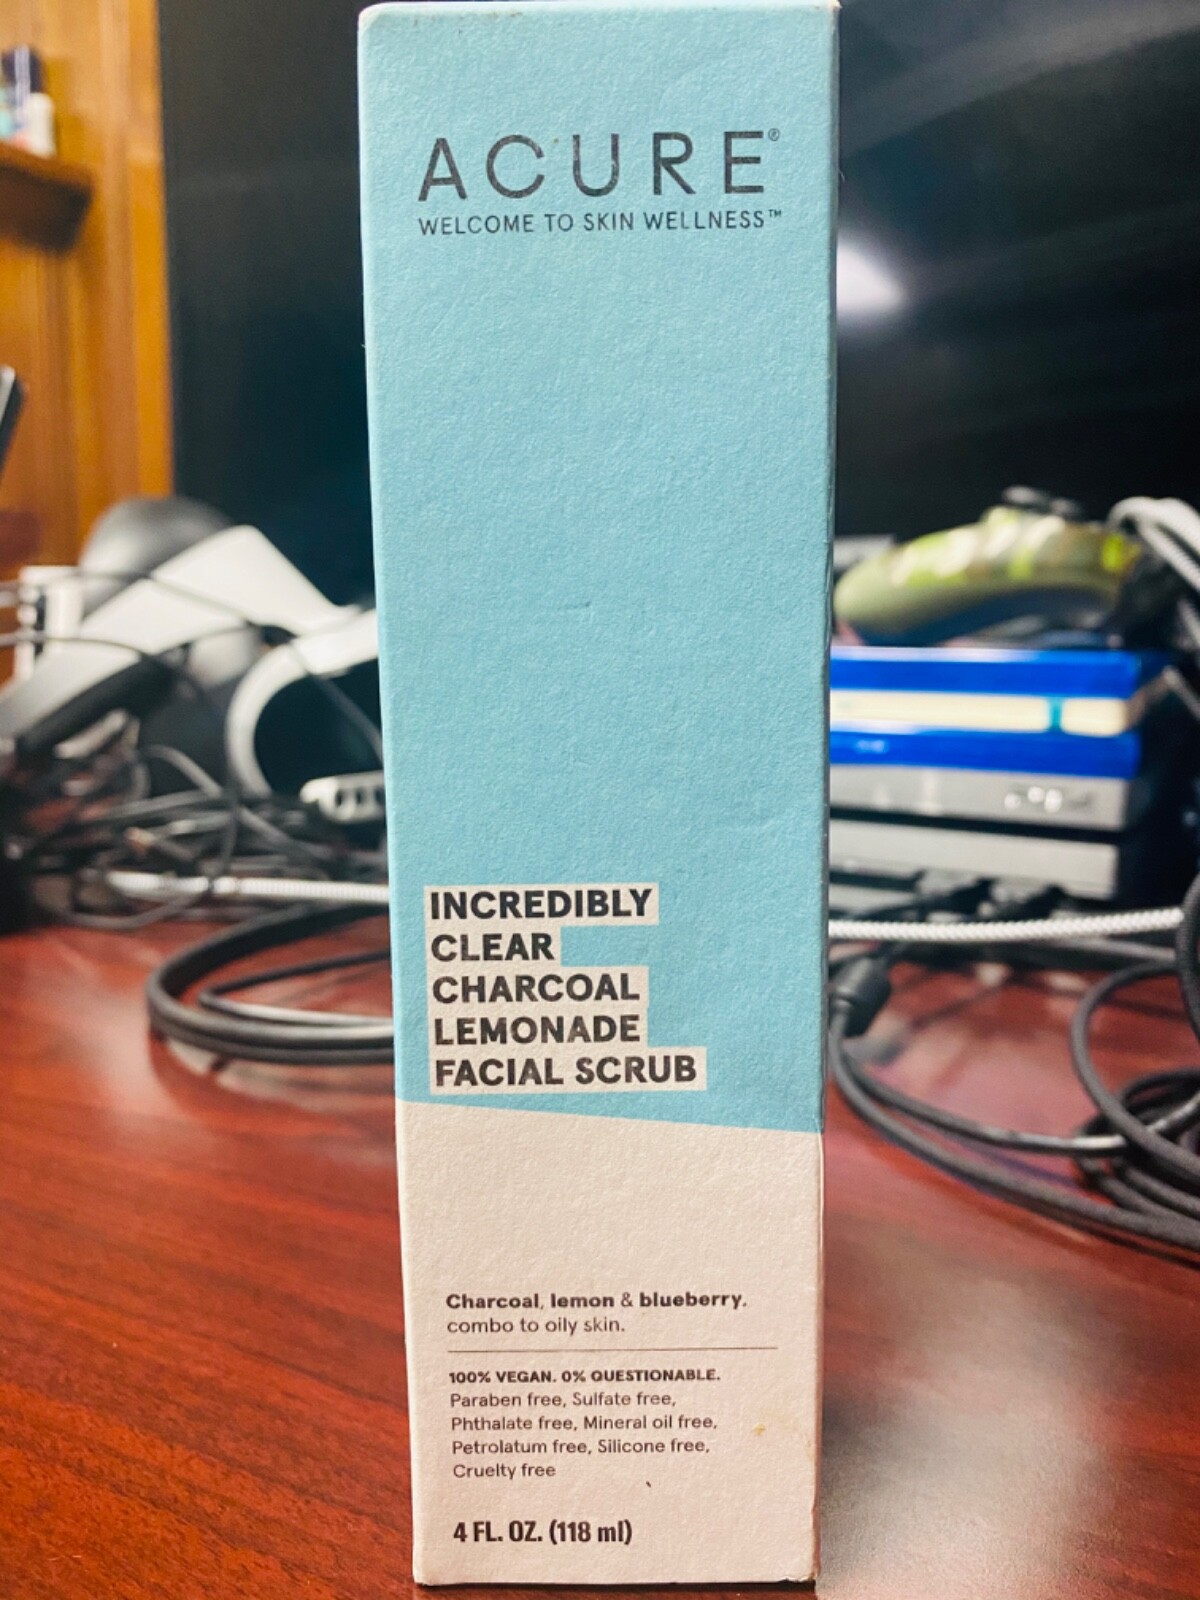 ACURE®
WELCOME TO SKIN WELLNESS™
INCREDIBLY
CLEAR
CHARCOAL
LEMONADE
FACIAL SCRUB
Charcoal, lemon & blueberry.
combo to oily skin.
100% VEGAN. 0% QUESTIONABLE.
Paraben free, Sulfate free,
Phthalate free, Mineral oil free,
Petrolatum free, Silicone free,
Cruelty free
4 FL. OZ. (118 ml)